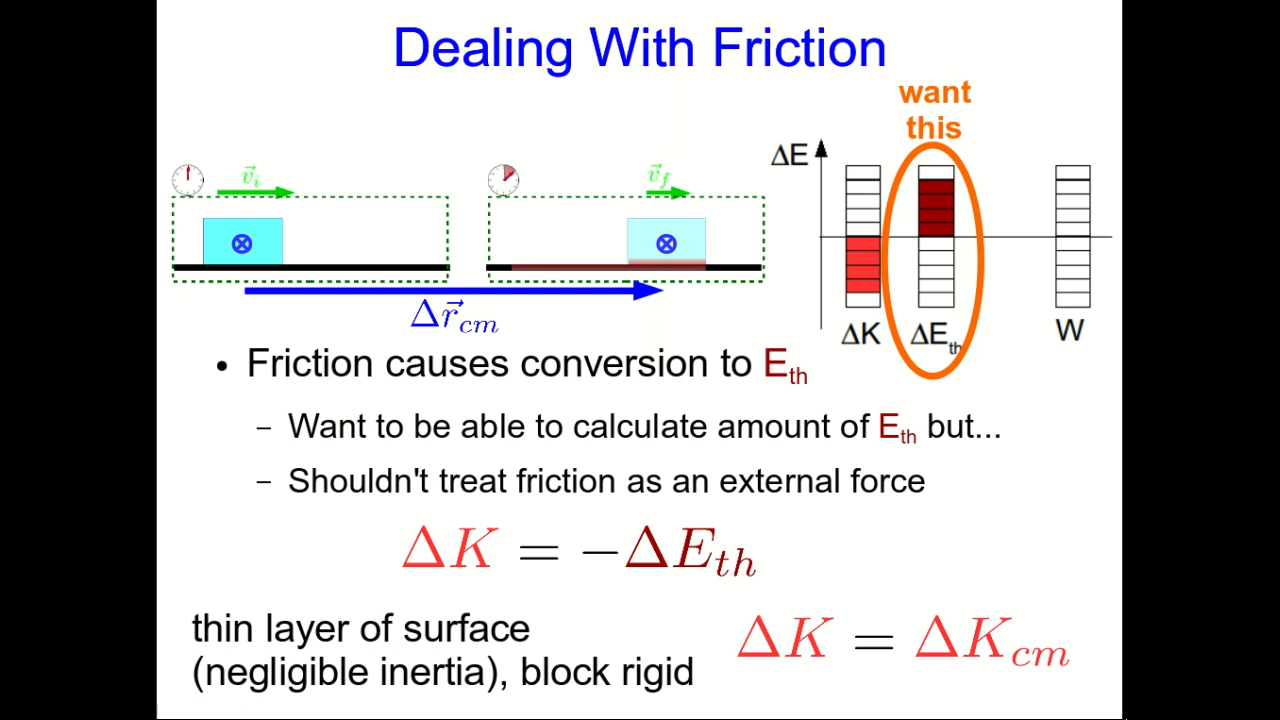 Dealing With Friction
want
this
ΔE
v⃗i
v⃗f
Δr⃗cm
ΔK
ΔEth
W
• Friction causes conversion to Eth
– Want to be able to calculate amount of Eth but...
– Shouldn't treat friction as an external force
ΔK = −ΔEth
thin layer of surface
(negligible inertia), block rigid
ΔK = ΔKcm